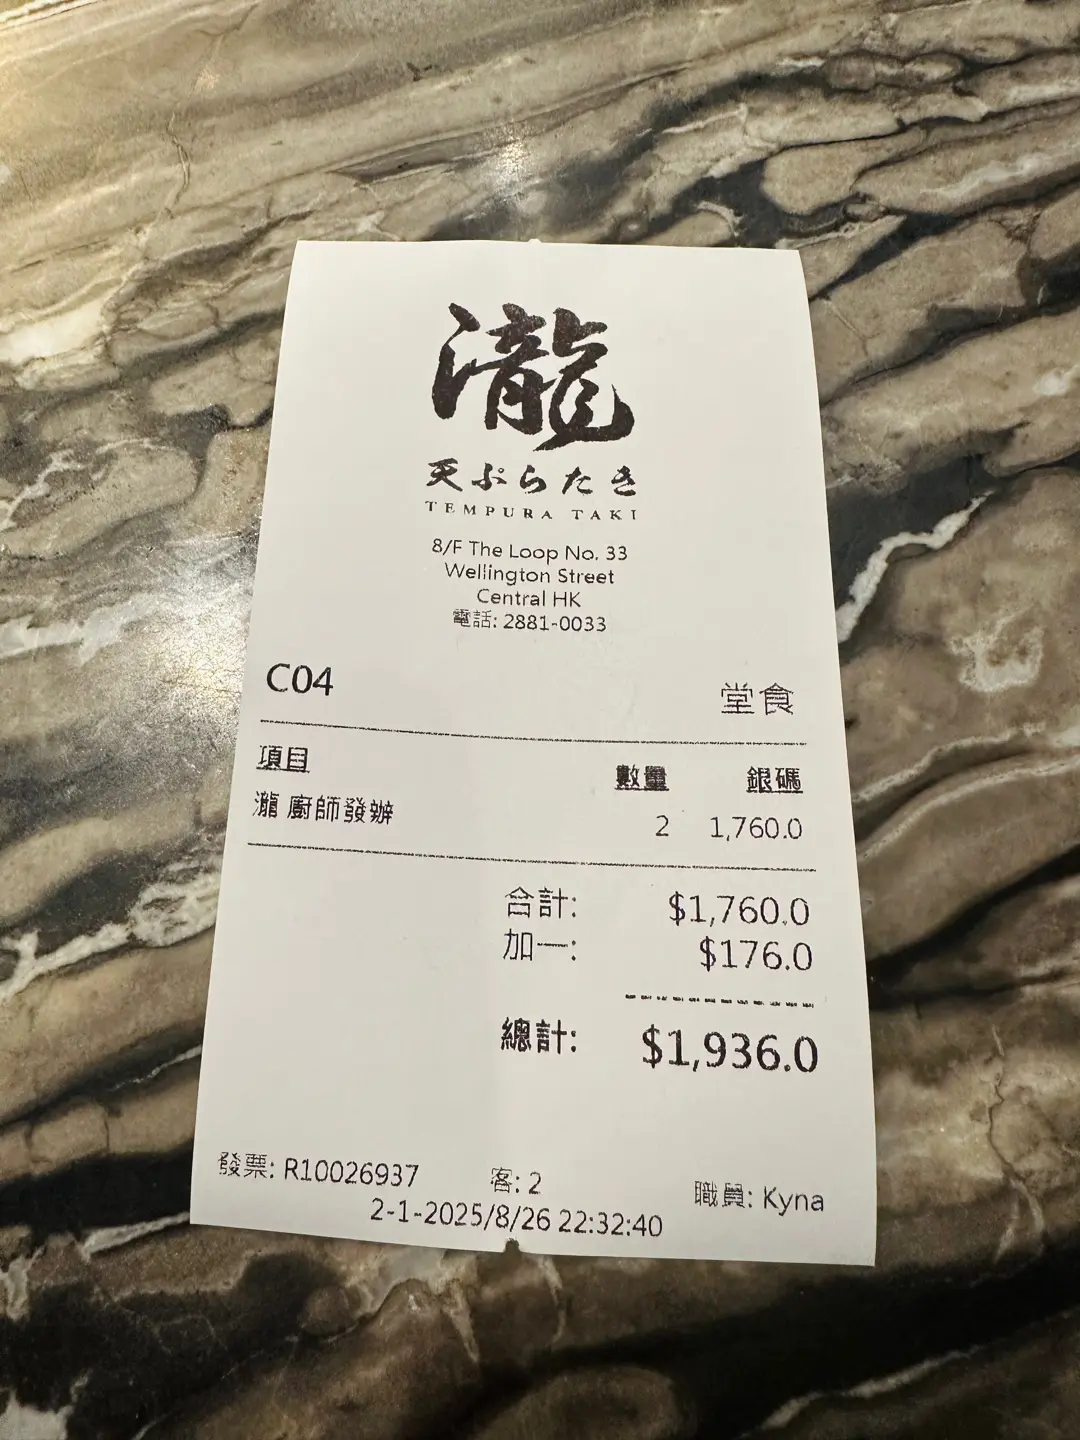 瀧
天ぷらたき
TEMPURA TAKI
8/F The Loop No. 33
Wellington Street
Central HK
電話: 2881-0033
C04 堂食
項目 數量 銀碼
瀧 廚師發辦 2 1,760.0
合計: $1,760.0
加一: $176.0
總計: $1,936.0
發票: R10026937 客: 2 職員: Kyna
2-1-2025/8/26 22:32:40